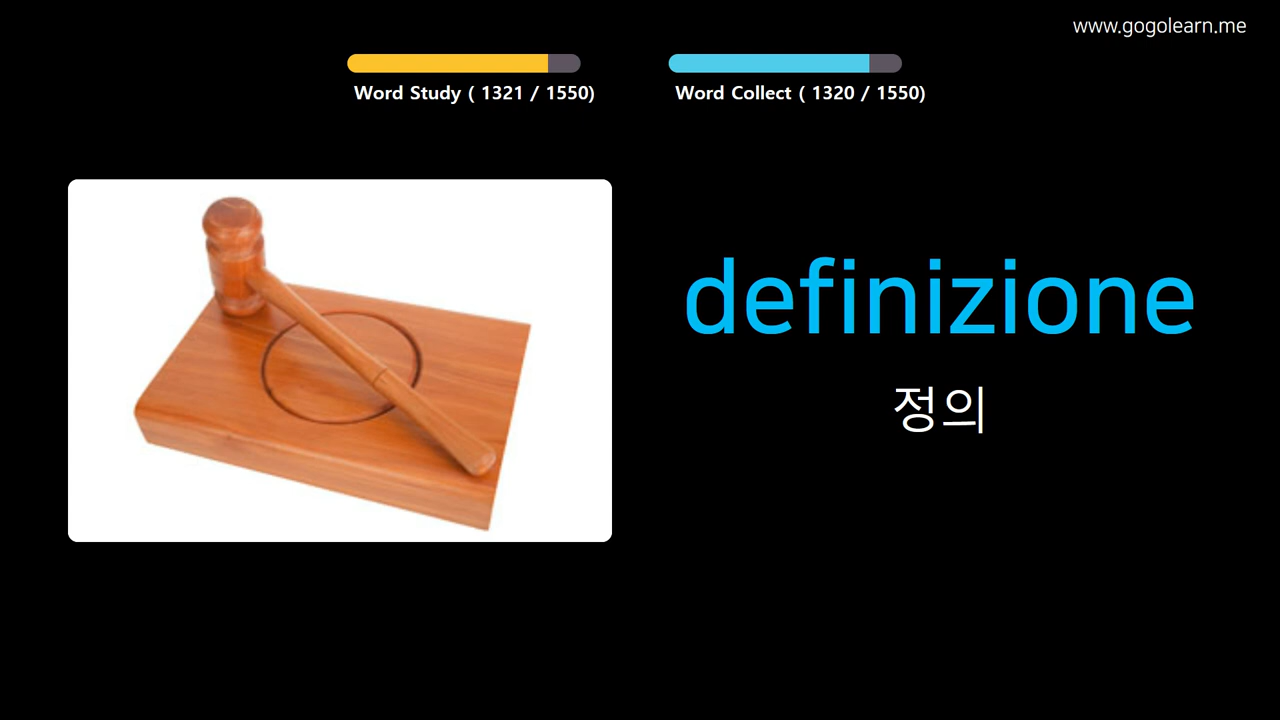 www.gogolearn.me
Word Study ( 1321 / 1550)
Word Collect ( 1320 / 1550)
definizione
정의